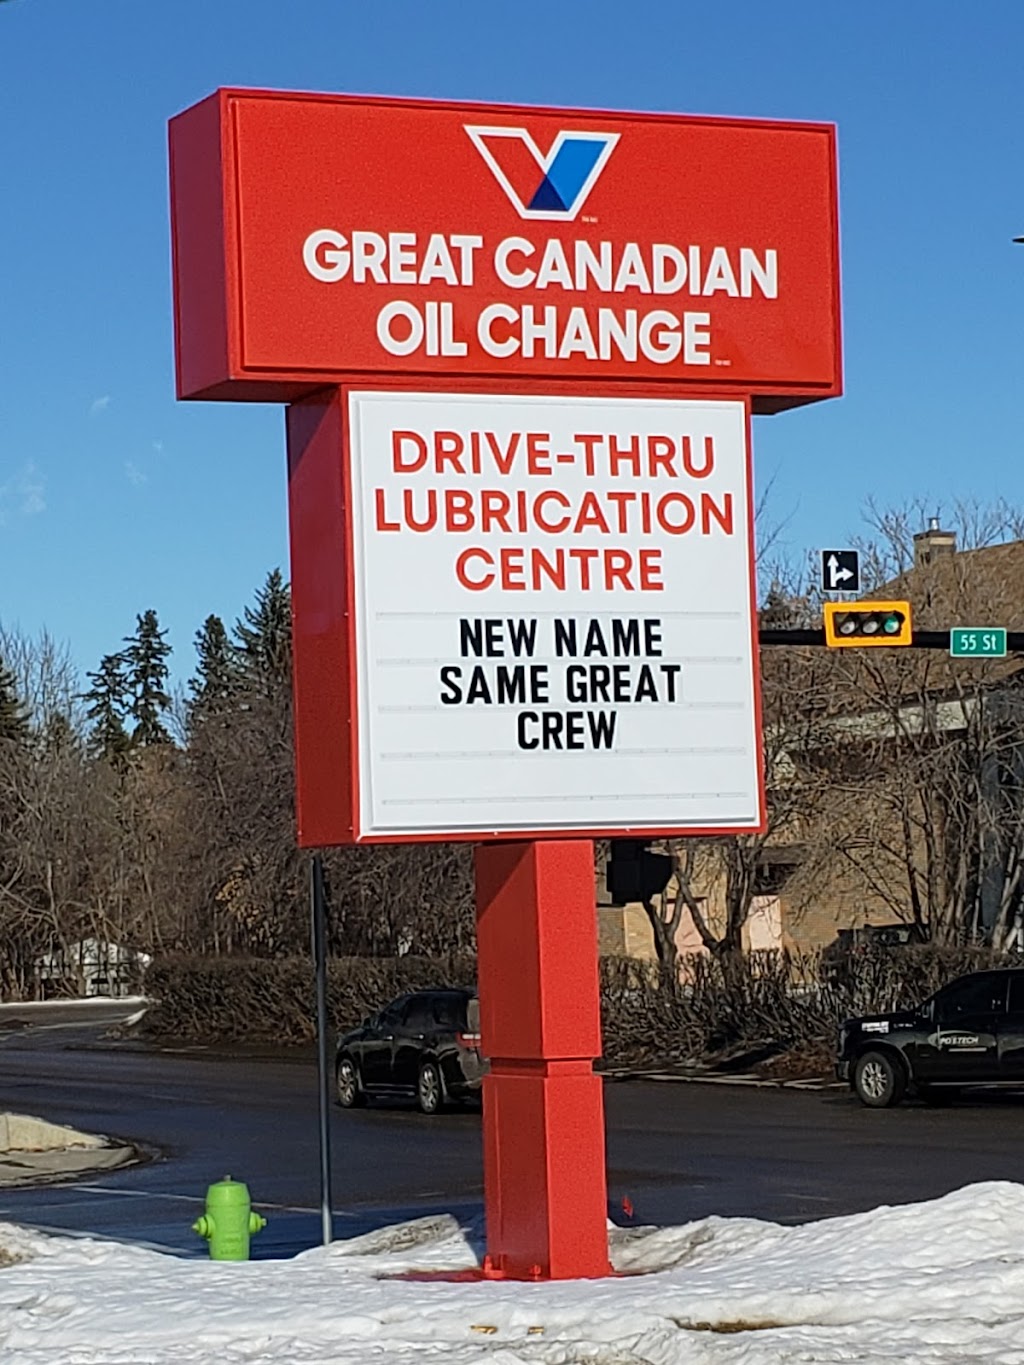 GREAT CANADIAN
OIL CHANGE
DRIVE-THRU
LUBRICATION
CENTRE
NEW NAME
SAME GREAT
CREW
55 St